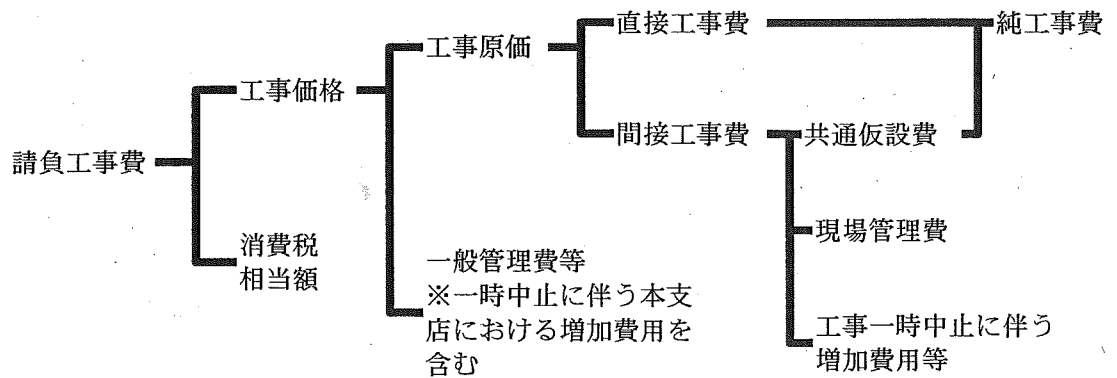 直接工事費
純工事費
工事原価
工事価格
間接工事費
共通仮設費
請負工事費
現場管理費
消費税
相当額
一般管理費等
※一時中止に伴う本支
店における増加費用を
含む
工事一時中止に伴う
増加費用等